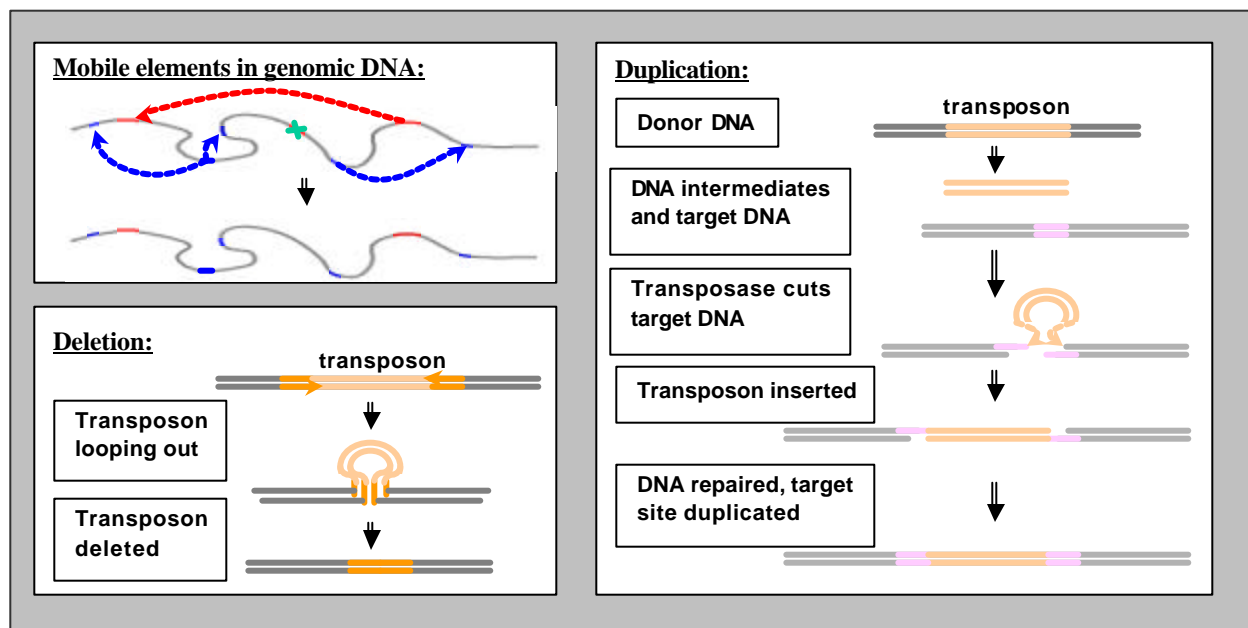 Mobile elements in genomic DNA:
Deletion:
transposon
Transposon
looping out
Transposon
deleted
Duplication:
transposon
Donor DNA
DNA intermediates
and target DNA
Transposase cuts
target DNA
Transposon inserted
DNA repaired, target
site duplicated